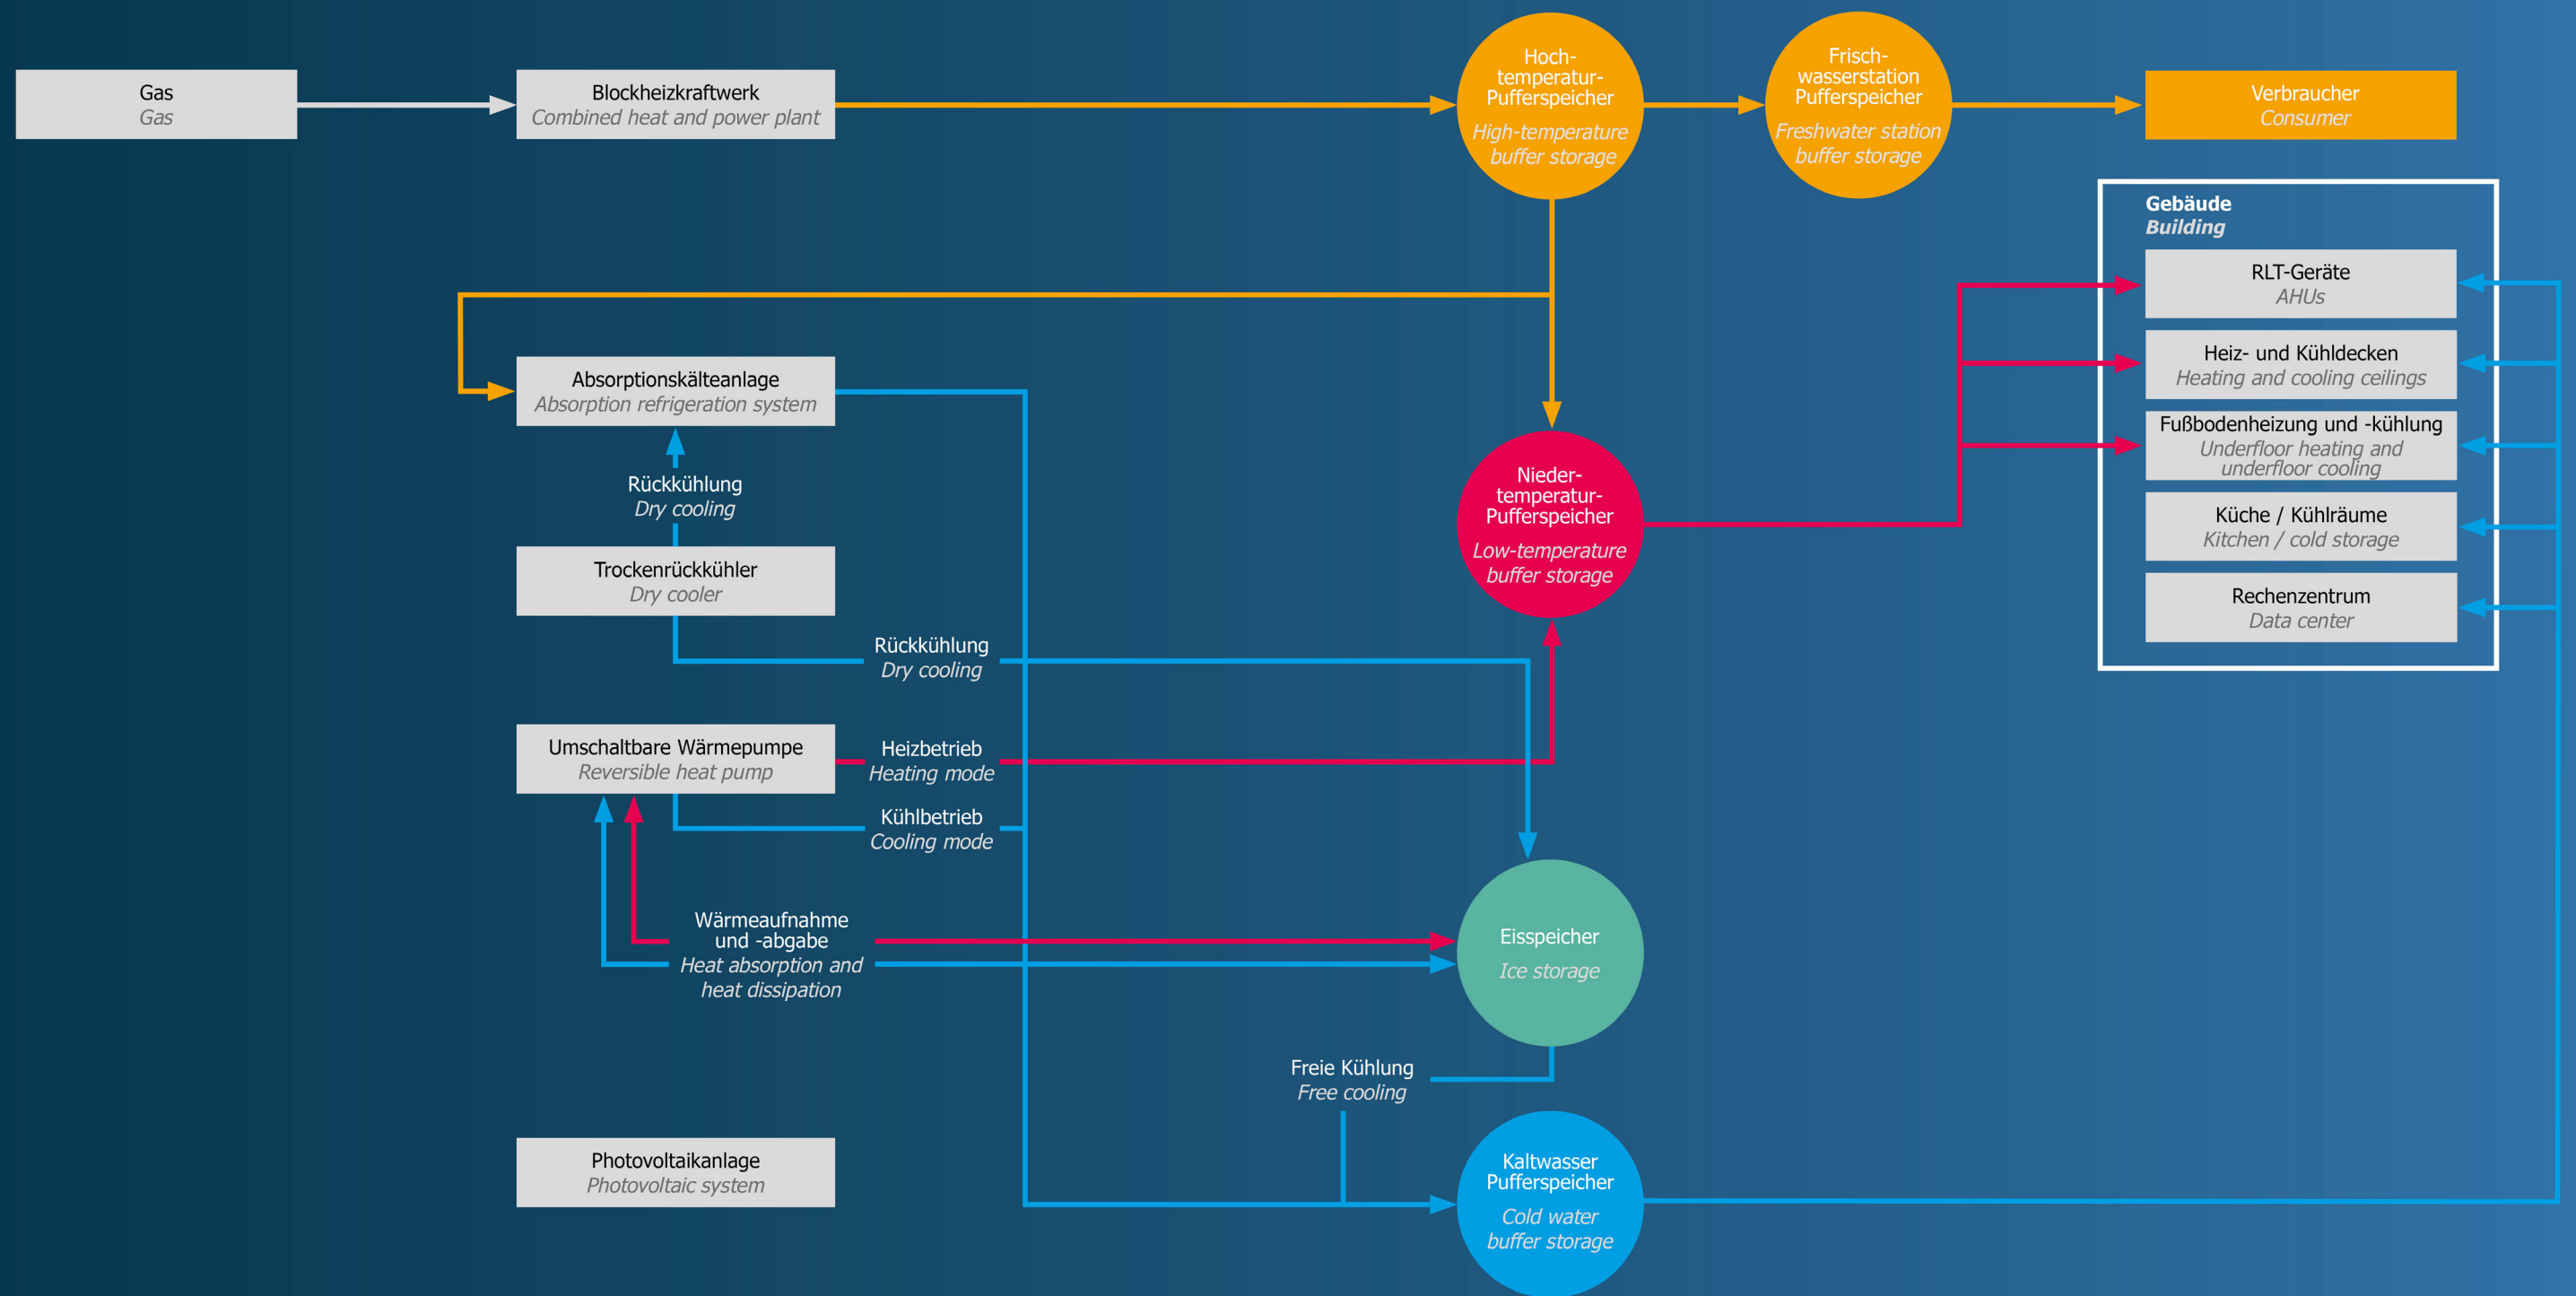 Gas
Gas
Blockheizkraftwerk
Combined heat and power plant
Hoch-
temperatur-
Pufferspeicher
High-temperature
buffer storage
Frisch-
wasserstation
Pufferspeicher
Freshwater station
buffer storage
Verbraucher
Consumer
Gebäude
Building
RLT-Geräte
AHUs
Heiz- und Kühldecken
Heating and cooling ceilings
Fußbodenheizung und -kühlung
Underfloor heating and
underfloor cooling
Küche / Kühlräume
Kitchen / cold storage
Rechenzentrum
Data center
Absorptionskälteanlage
Absorption refrigeration system
Rückkühlung
Dry cooling
Trockenrückkühler
Dry cooler
Nieder-
temperatur-
Pufferspeicher
Low-temperature
buffer storage
Rückkühlung
Dry cooling
Umschaltbare Wärmepumpe
Reversible heat pump
Heizbetrieb
Heating mode
Kühlbetrieb
Cooling mode
Wärmeaufnahme
und -abgabe
Heat absorption and
heat dissipation
Eisspeicher
Ice storage
Freie Kühlung
Free cooling
Photovoltaikanlage
Photovoltaic system
Kaltwasser
Pufferspeicher
Cold water
buffer storage